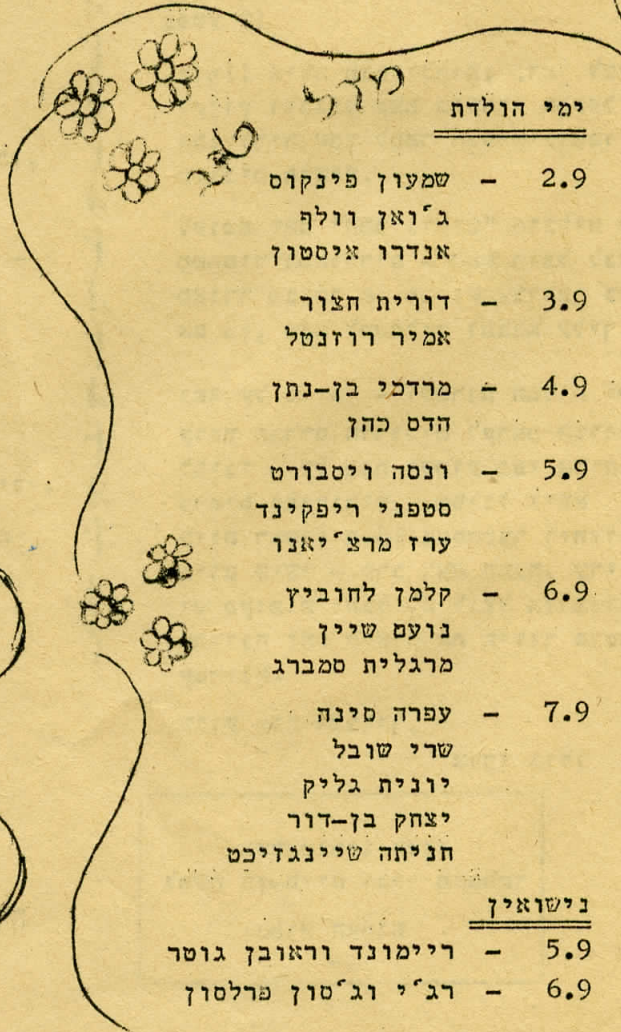 מזל טוב
ימי הולדת
2.9 – שמעון פינקוס
ג'ואן וולף
אנדרו איסטון
3.9 – דורית חצור
אמיר רוזנטל
4.9 – מרדמי בן-נתן
הדס כהן
5.9 – ונסה ויסבורט
סטפני ריפקינד
ערז מרצ'יאנו
6.9 – קלמן לחוביץ
נועם שיין
מרגלית סמברג
7.9 – עפרה סינה
שרי שובל
יונית גליק
יצחק בן-דור
חניתה שיינגזיכט
נישואין
5.9 – ריימונד וראובן גוטר
6.9 – רג'י וג'סון פרלסון